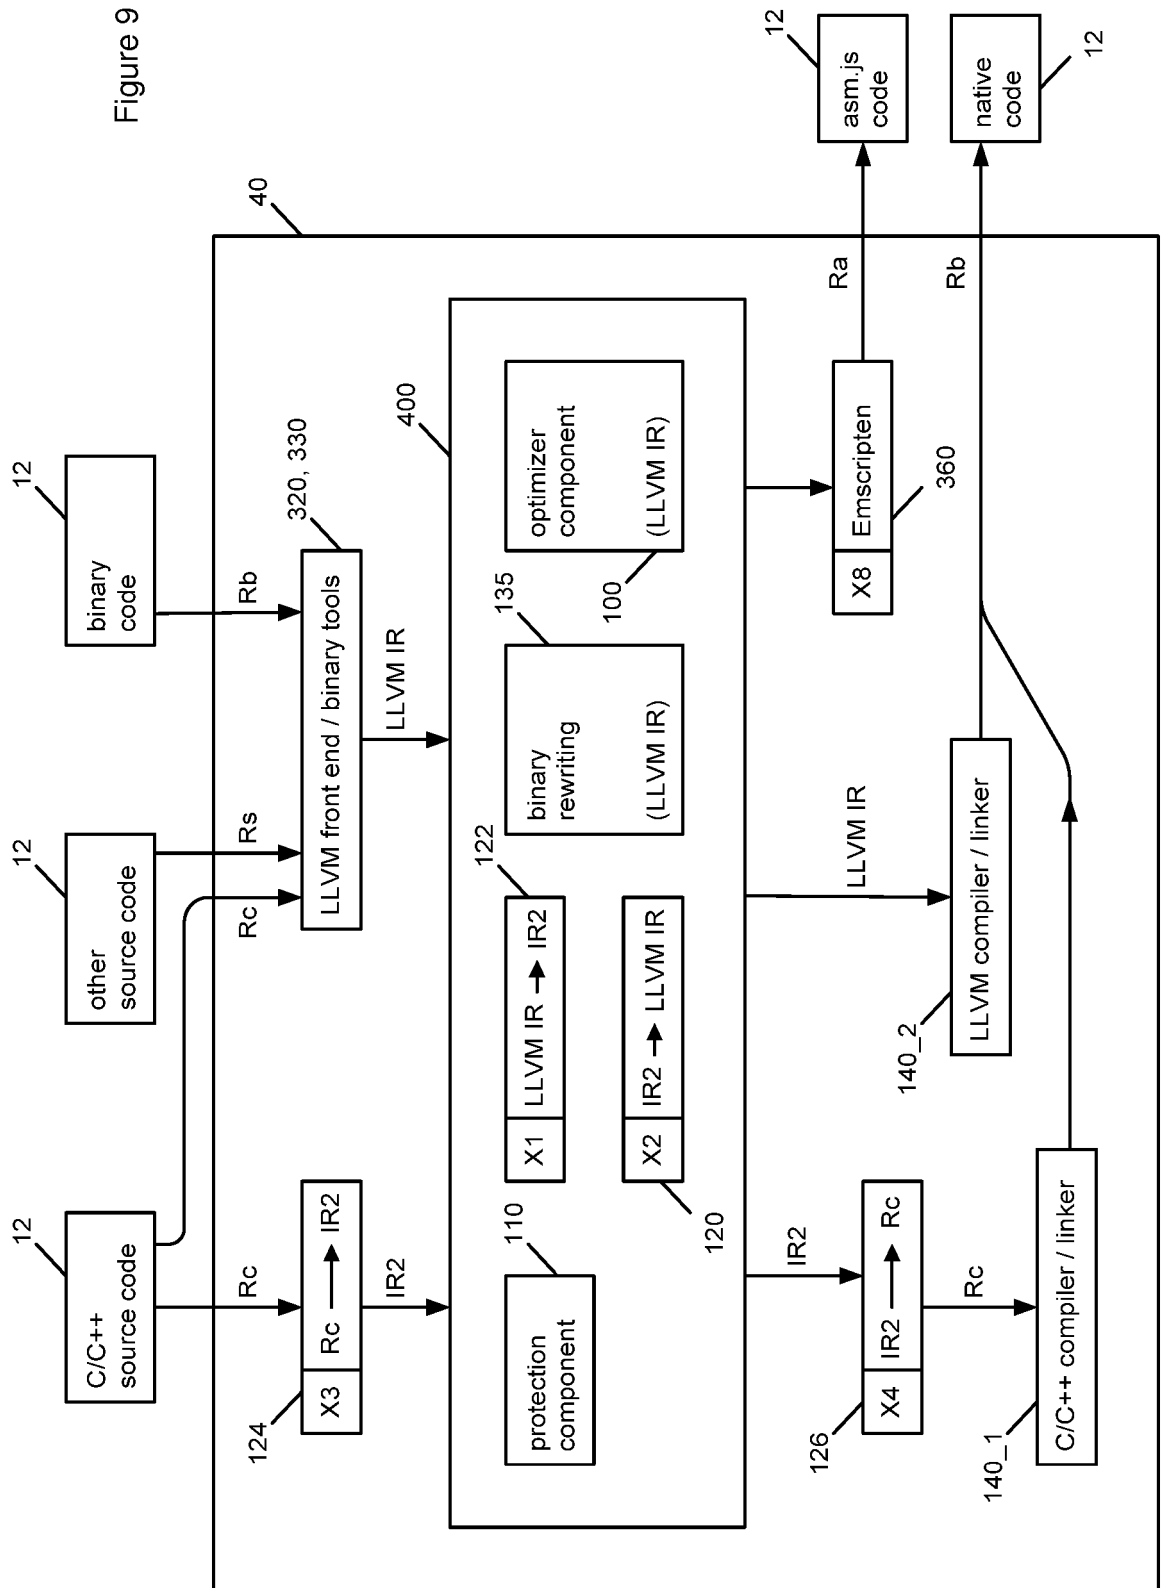 Figure 9
12
C/C++
source code
12
other
source code
12
binary
code
Rc
Rc
Rs
Rb
40
124
X3
Rc → IR2
LLVM front end / binary tools
320, 330
IR2
LLVM IR
400
110
protection
component
X1
LLVM IR → IR2
122
X2
IR2 → LLVM IR
120
135
binary
rewriting
(LLVM IR)
optimizer
component
(LLVM IR)
100
IR2
LLVM IR
126
X4
IR2 → Rc
X8
Emscripten
360
Rc
140_1
C/C++ compiler / linker
140_2
LLVM compiler / linker
Ra
Rb
12
asm.js
code
native
code
12